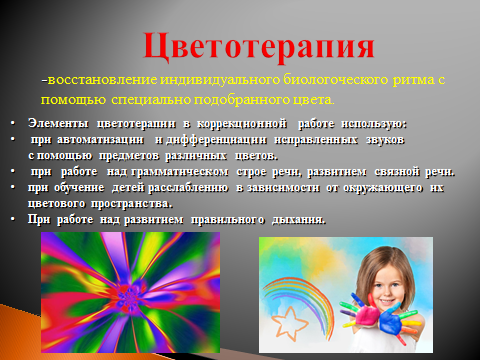 Цветотерапия
-восстановление индивидуального биологоческого ритма с
помощью специально подобранного цвета.
• Элементы цветотерапии в коррекционной работе использую:
• при автоматизации и дифференциации исправленных звуков
с помощью предметов различных цветов.
• при работе над грамматическом строе речи, развитием связной речи.
• при обучение детей расслаблению в зависимости от окружающего их
цветового пространства.
• При работе над развитием правильного дыхания.